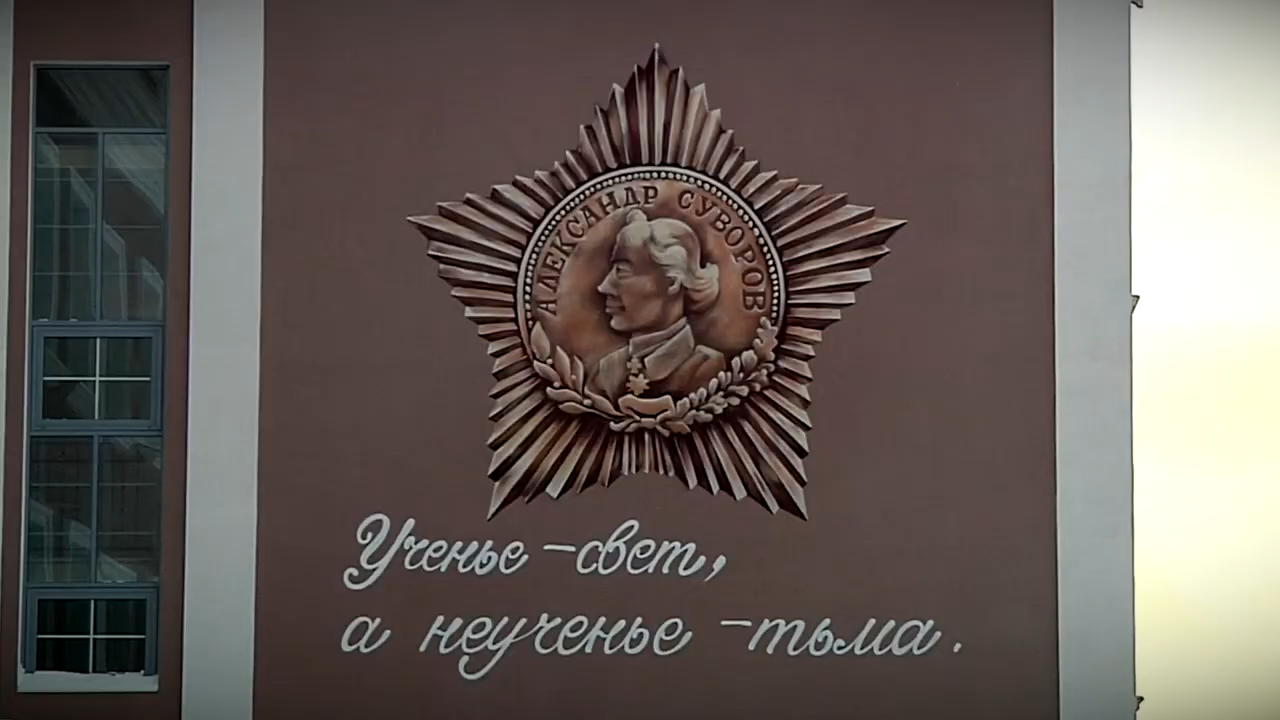 АЛЕКСАНДР СУВОРОВ
Ученье – свет,
а неученье – тьма.